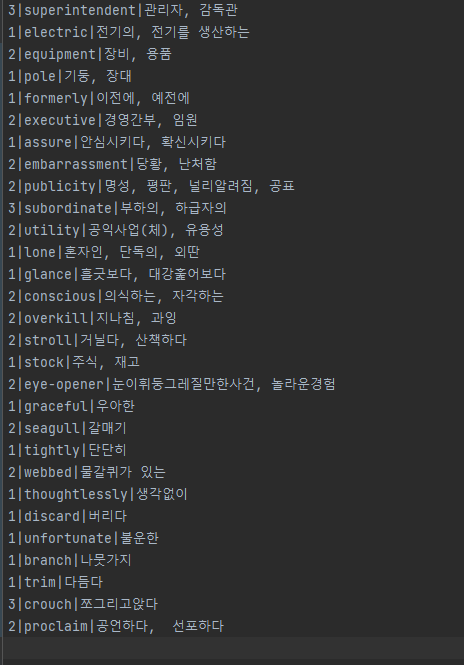 3|superintendent|관리자, 감독관
1|electric|전기의, 전기를 생산하는
2|equipment|장비, 용품
1|pole|기둥, 장대
1|formerly|이전에, 예전에
2|executive|경영간부, 임원
1|assure|안심시키다, 확신시키다
2|embarrassment|당황, 난처함
2|publicity|명성, 평판, 널리알려짐, 공표
3|subordinate|부하의, 하급자의
2|utility|공익사업(체), 유용성
1|lone|혼자인, 단독의, 외딴
1|glance|흘긋보다, 대강훑어보다
2|conscious|의식하는, 자각하는
2|overkill|지나침, 과잉
2|stroll|거닐다, 산책하다
1|stock|주식, 재고
2|eye-opener|눈이휘둥그레질만한사건, 놀라운경험
1|graceful|우아한
2|seagull|갈매기
1|tightly|단단히
2|webbed|물갈퀴가 있는
1|thoughtlessly|생각없이
1|discard|버리다
1|unfortunate|불운한
1|branch|나뭇가지
1|trim|다듬다
3|crouch|쪼그리고앉다
2|proclaim|공언하다,  선포하다